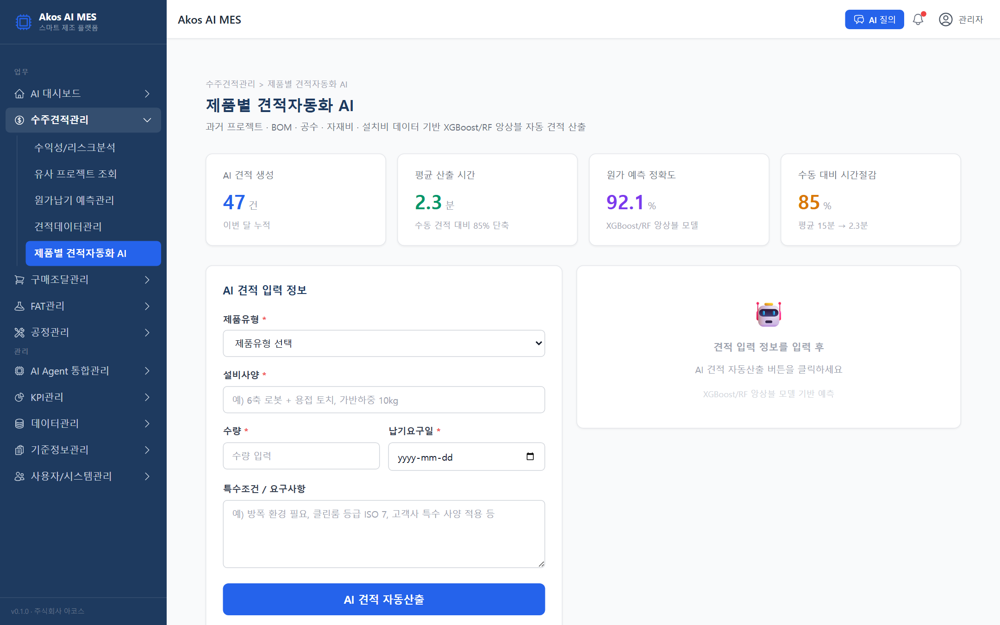 Akos AI MES
스마트 제조 플랫폼
업무
AI 대시보드
수주견적관리
수익성/리스크분석
유사 프로젝트 조회
원가납기 예측관리
견적데이터관리
제품별 견적자동화 AI
구매조달관리
FAT관리
공정관리
관리
AI Agent 통합관리
KPI관리
데이터관리
기준정보관리
사용자/시스템관리
v0.1.0 · 주식회사 아코스
Akos AI MES
AI 질의
관리자
수주견적관리 > 제품별 견적자동화 AI
제품별 견적자동화 AI
과거 프로젝트 · BOM · 공수 · 자재비 · 설치비 데이터 기반 XGBoost/RF 앙상블 자동 견적 산출
AI 견적 생성
47 건
이번 달 누적
평균 산출 시간
2.3 분
수동 견적 대비 85% 단축
원가 예측 정확도
92.1 %
XGBoost/RF 앙상블 모델
수동 대비 시간절감
85 %
평균 15분 → 2.3분
AI 견적 입력 정보
제품유형 *
제품유형 선택
설비사양 *
예) 6축 로봇 + 용접 토치, 가반하중 10kg
수량 *
수량 입력
납기요구일 *
yyyy-mm-dd
특수조건 / 요구사항
예) 방폭 환경 필요, 클린룸 등급 ISO 7, 고객사 특수 사양 적용 등
AI 견적 자동산출
견적 입력 정보를 입력 후
AI 견적 자동산출 버튼을 클릭하세요
XGBoost/RF 앙상블 모델 기반 예측